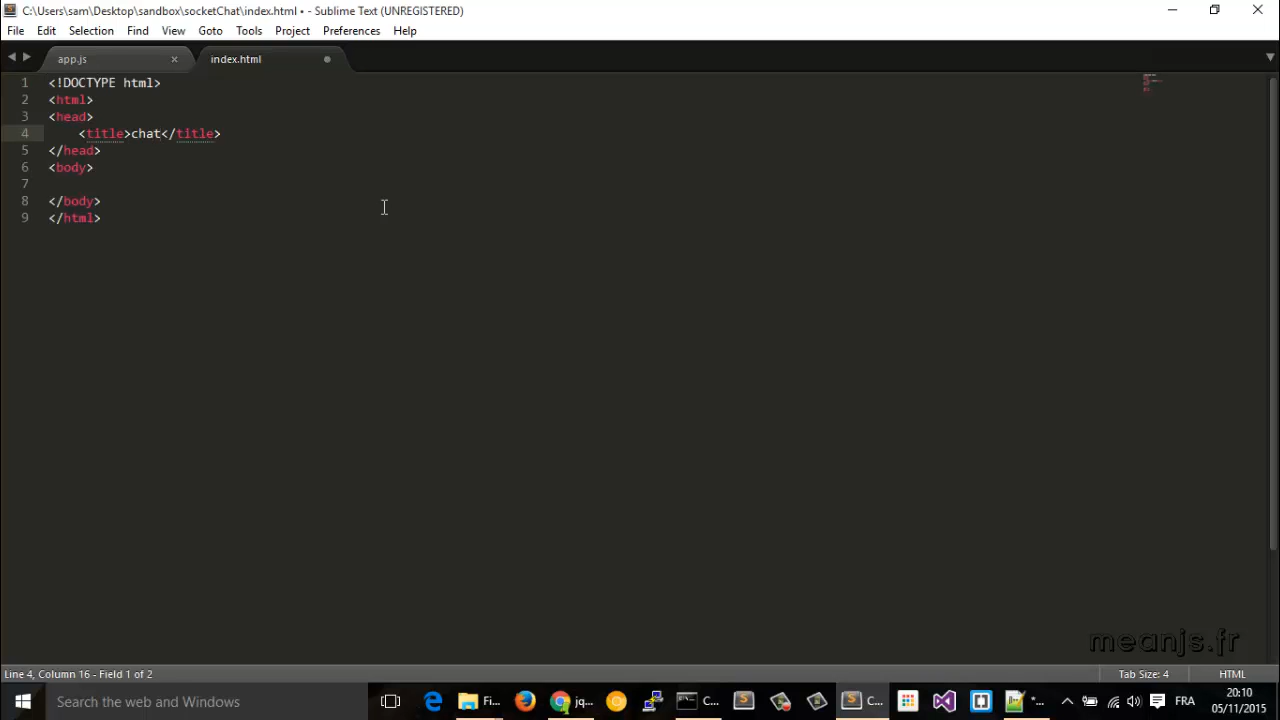 C:\Users\sam\Desktop\sandbox\socketChat\index.html • - Sublime Text (UNREGISTERED)
File Edit Selection Find View Goto Tools Project Preferences Help
app.js × index.html
1 <!DOCTYPE html>
2 <html>
3 <head>
4 <title>chat</title>
5 </head>
6 <body>
7
8 </body>
9 </html>
meanjs.fr
Line 4, Column 16 - Field 1 of 2 Tab Size: 4 HTML
Search the web and Windows Fi... jq... C... C... "... FRA 20:10
05/11/2015